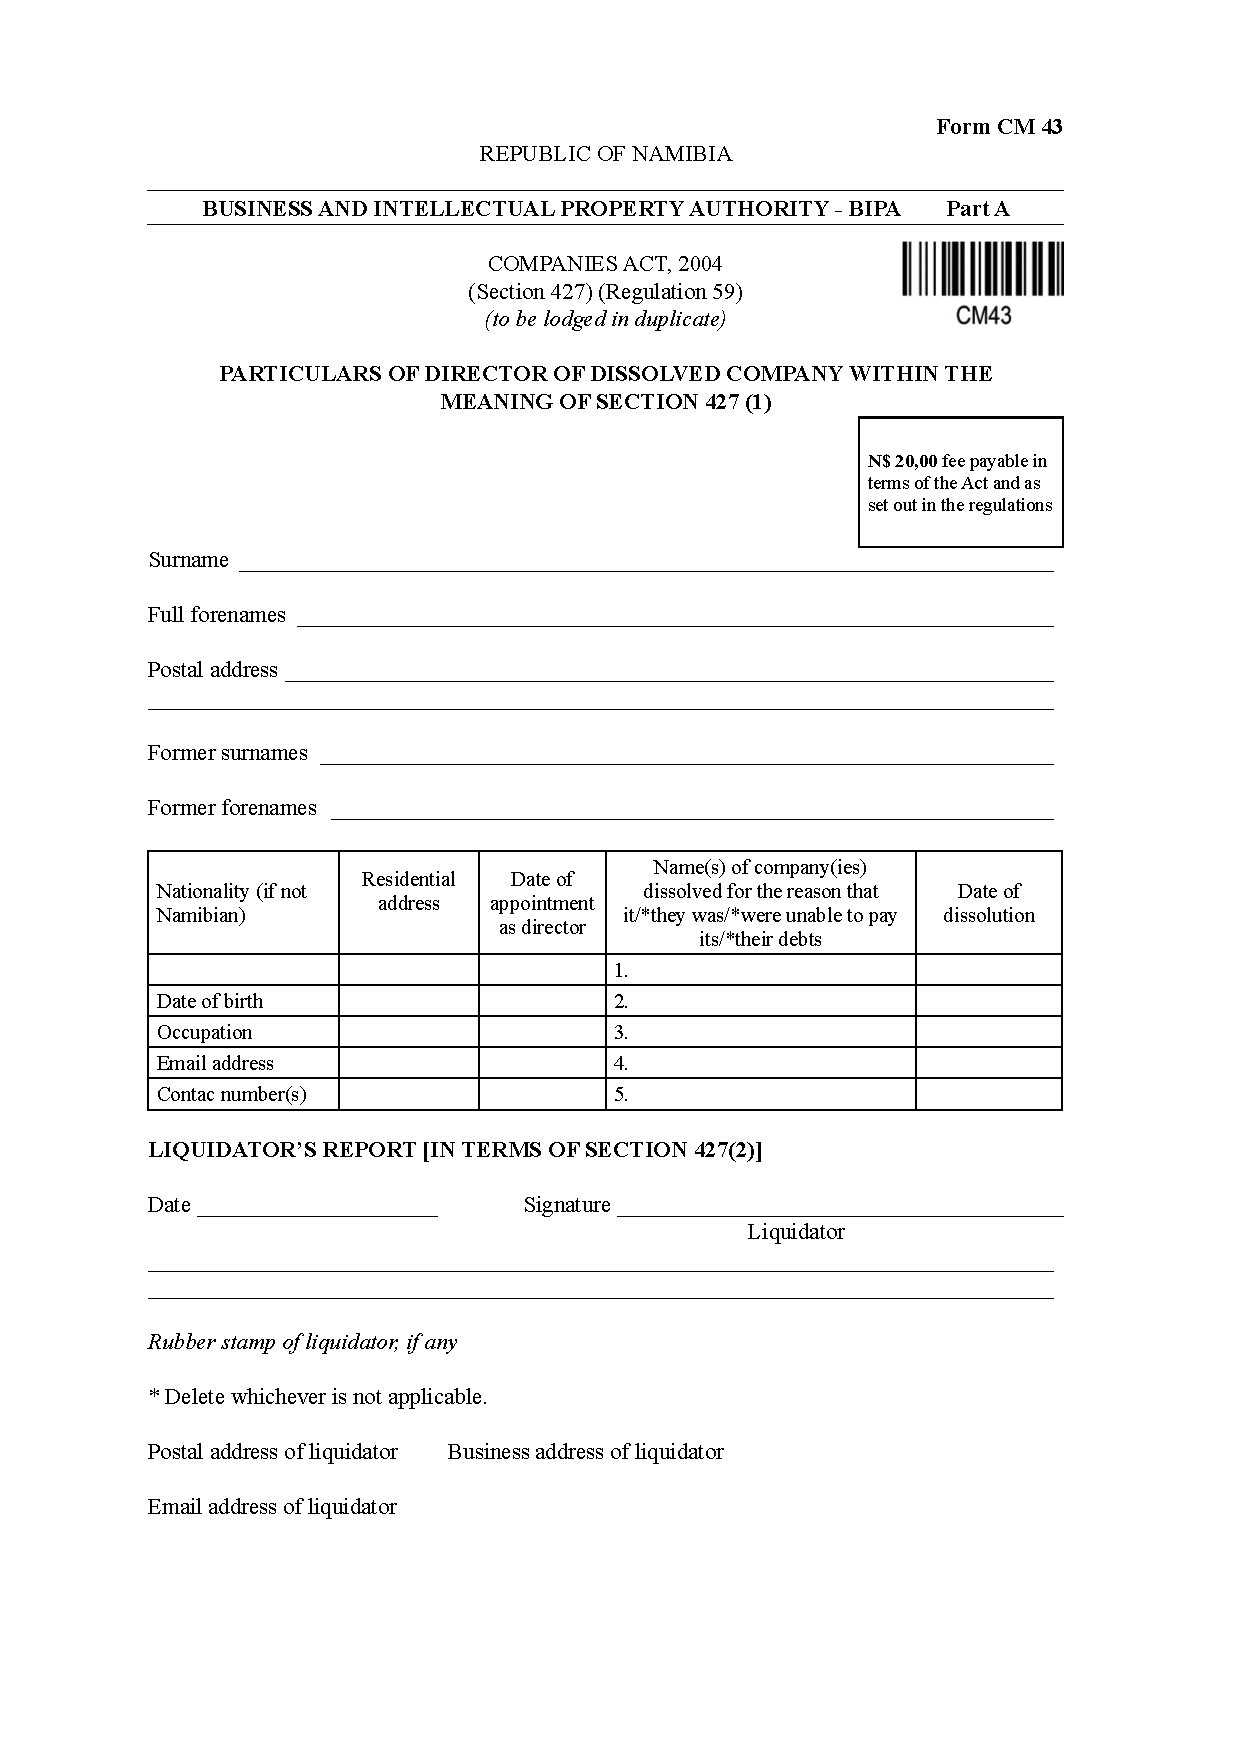 Form CM 43
REPUBLIC OF NAMIBIA
BUSINESS AND INTELLECTUAL PROPERTY AUTHORITY - BIPA Part A
COMPANIES ACT, 2004
(Section 427) (Regulation 59)
(to be lodged in duplicate)
CM43
PARTICULARS OF DIRECTOR OF DISSOLVED COMPANY WITHIN THE
MEANING OF SECTION 427 (1)
N$ 20,00 fee payable in
terms of the Act and as
set out in the regulations
Surname
Full forenames
Postal address
Former surnames
Former forenames
Nationality (if not
Namibian)
Residential
address
Date of
appointment
as director
Name(s) of company(ies)
dissolved for the reason that
it/*they was/*were unable to pay
its/*their debts
Date of
dissolution
1.
Date of birth 2.
Occupation 3.
Email address 4.
Contac number(s) 5.
LIQUIDATOR’S REPORT [IN TERMS OF SECTION 427(2)]
Date Signature
Liquidator
Rubber stamp of liquidator, if any
* Delete whichever is not applicable.
Postal address of liquidator Business address of liquidator
Email address of liquidator